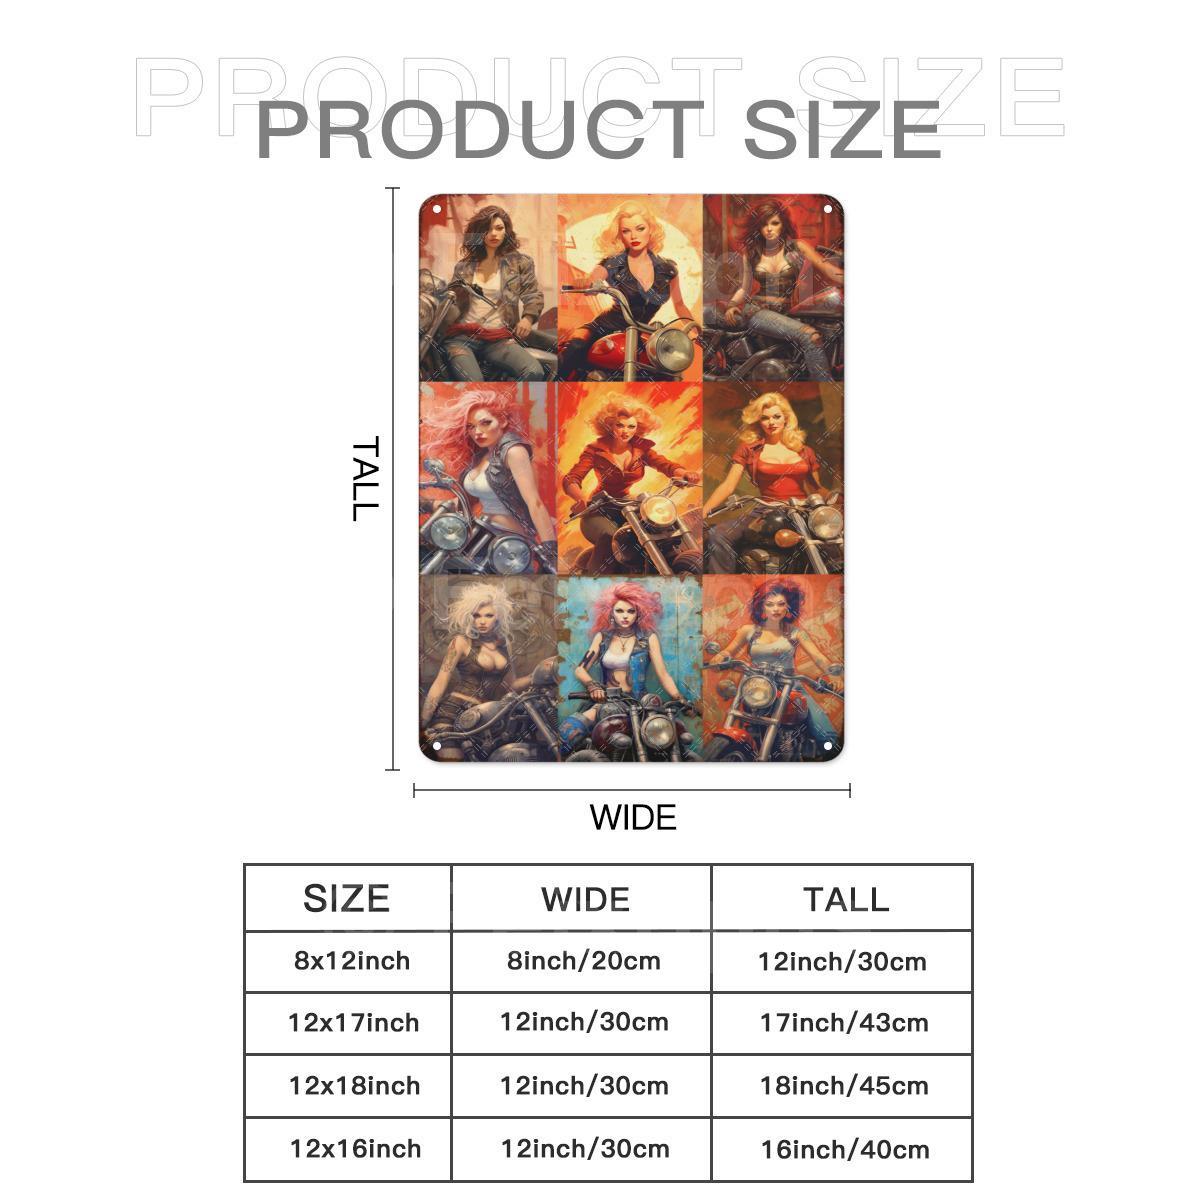 PRODUCT SIZE
PRODUCT SIZE
TALL
WIDE
SIZE WIDE TALL
8x12inch 8inch/20cm 12inch/30cm
12x17inch 12inch/30cm 17inch/43cm
12x18inch 12inch/30cm 18inch/45cm
12x16inch 12inch/30cm 16inch/40cm